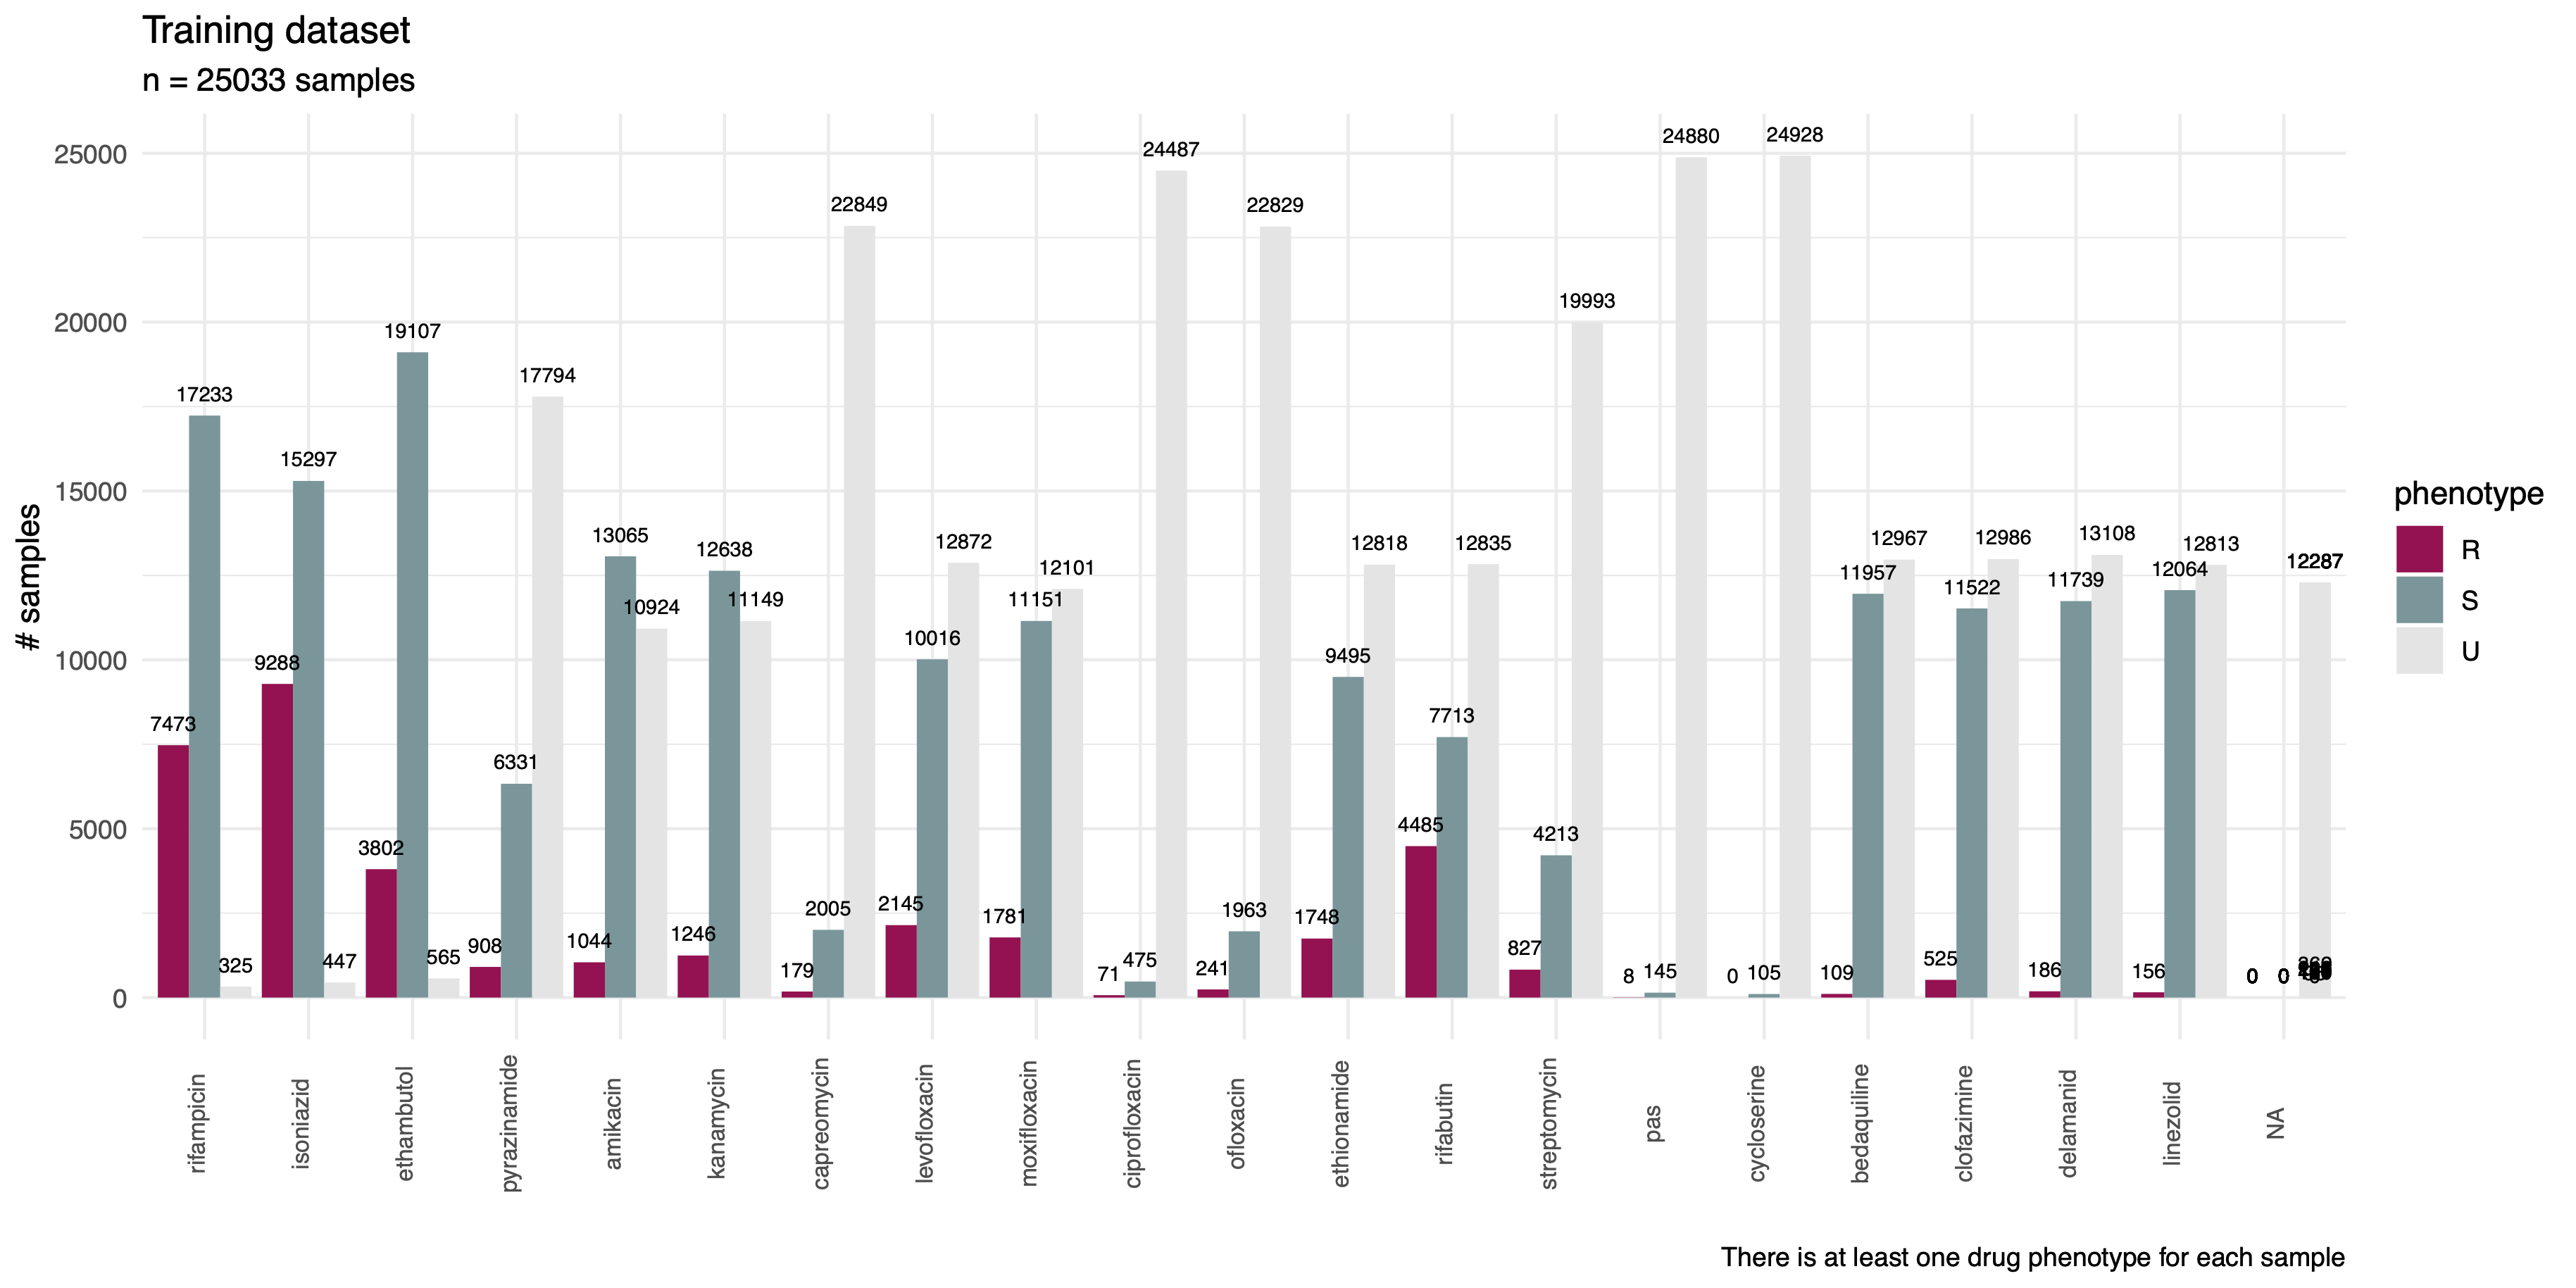 Training dataset
n = 25033 samples
# samples
25000
20000
15000
10000
5000
0
7473
17233
325
9288
15297
447
3802
19107
565
908
6331
17794
1044
13065
10924
1246
12638
11149
179
2005
22849
2145
10016
12872
1781
11151
12101
71
475
24487
241
1963
22829
1748
9495
12818
4485
7713
12835
827
4213
19993
8
145
24880
0
105
24928
109
11957
12967
525
11522
12986
186
11739
13108
156
12064
12813
0
0
12287
rifampicin
isoniazid
ethambutol
pyrazinamide
amikacin
kanamycin
capreomycin
levofloxacin
moxifloxacin
ciprofloxacin
ofloxacin
ethionamide
rifabutin
streptomycin
pas
cycloserine
bedaquiline
clofazimine
delamanid
linezolid
NA
phenotype
R
S
U
There is at least one drug phenotype for each sample